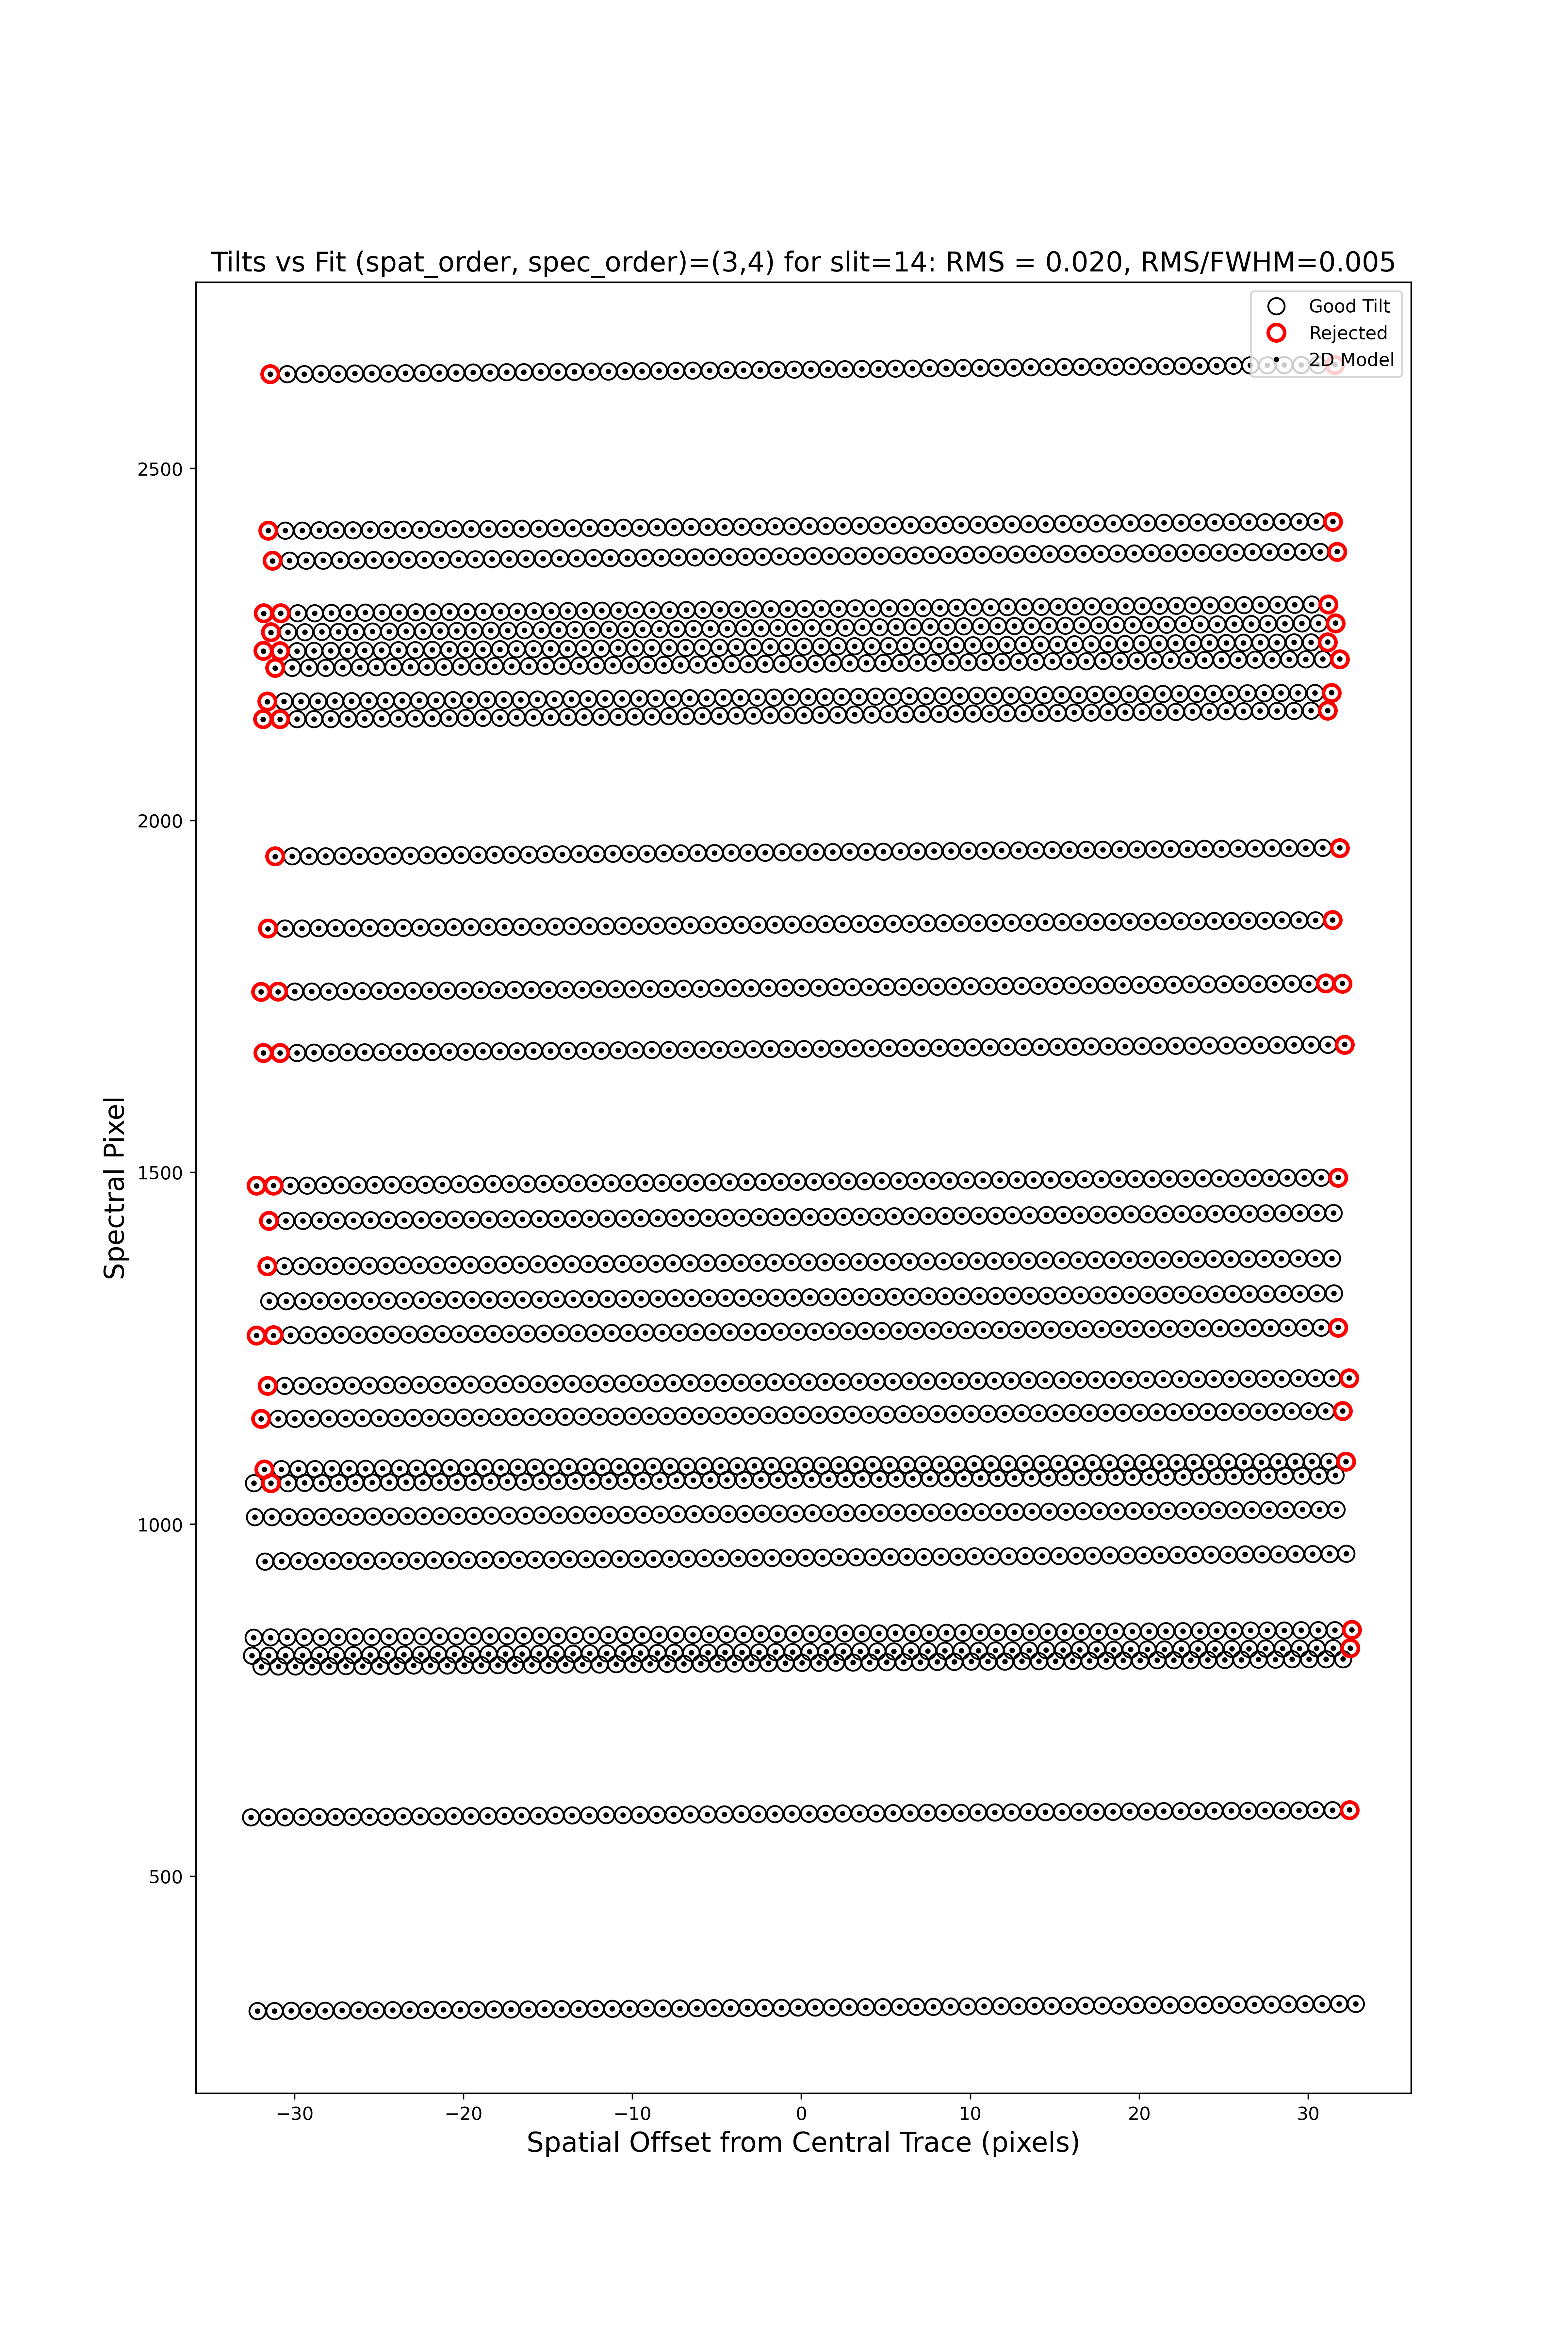 Tilts vs Fit (spat_order, spec_order)=(3,4) for slit=14: RMS = 0.020, RMS/FWHM=0.005
Good Tilt
Rejected
2D Model
2500
2000
1500
1000
500
Spectral Pixel
−30 −20 −10 0 10 20 30
Spatial Offset from Central Trace (pixels)